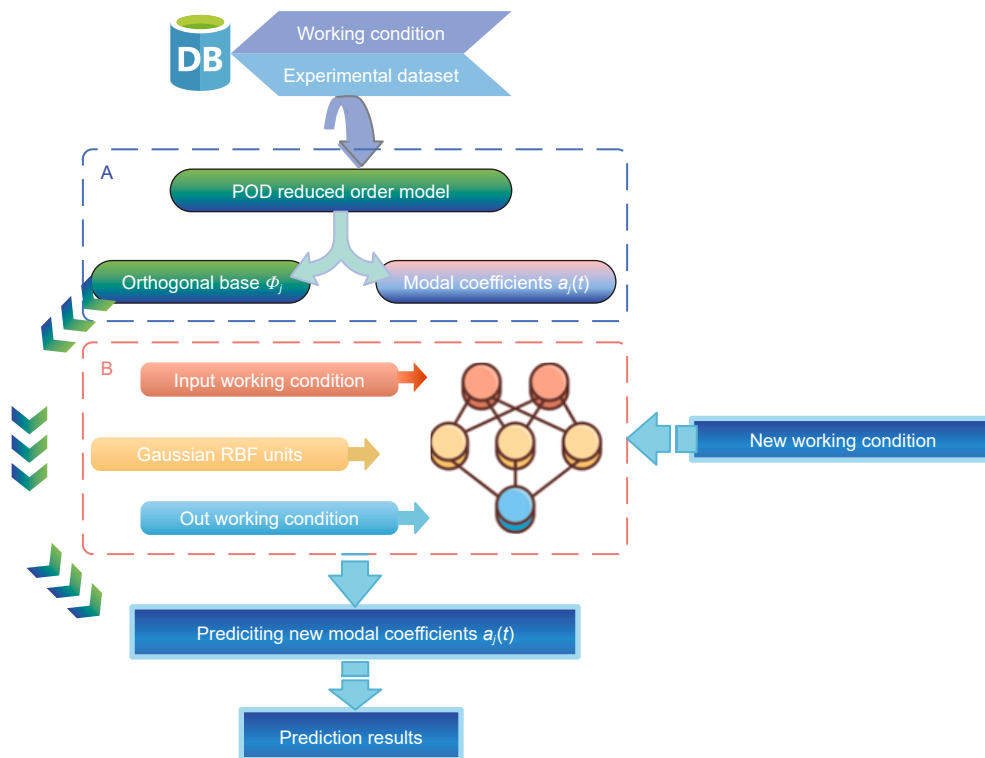 DB
Working condition
Experimental dataset
A
POD reduced order model
Orthogonal base Φj
Modal coefficients aj(t)
B
Input working condition
Gaussian RBF units
New working condition
Out working condition
Prediciting new modal coefficients aj(t)
Prediction results